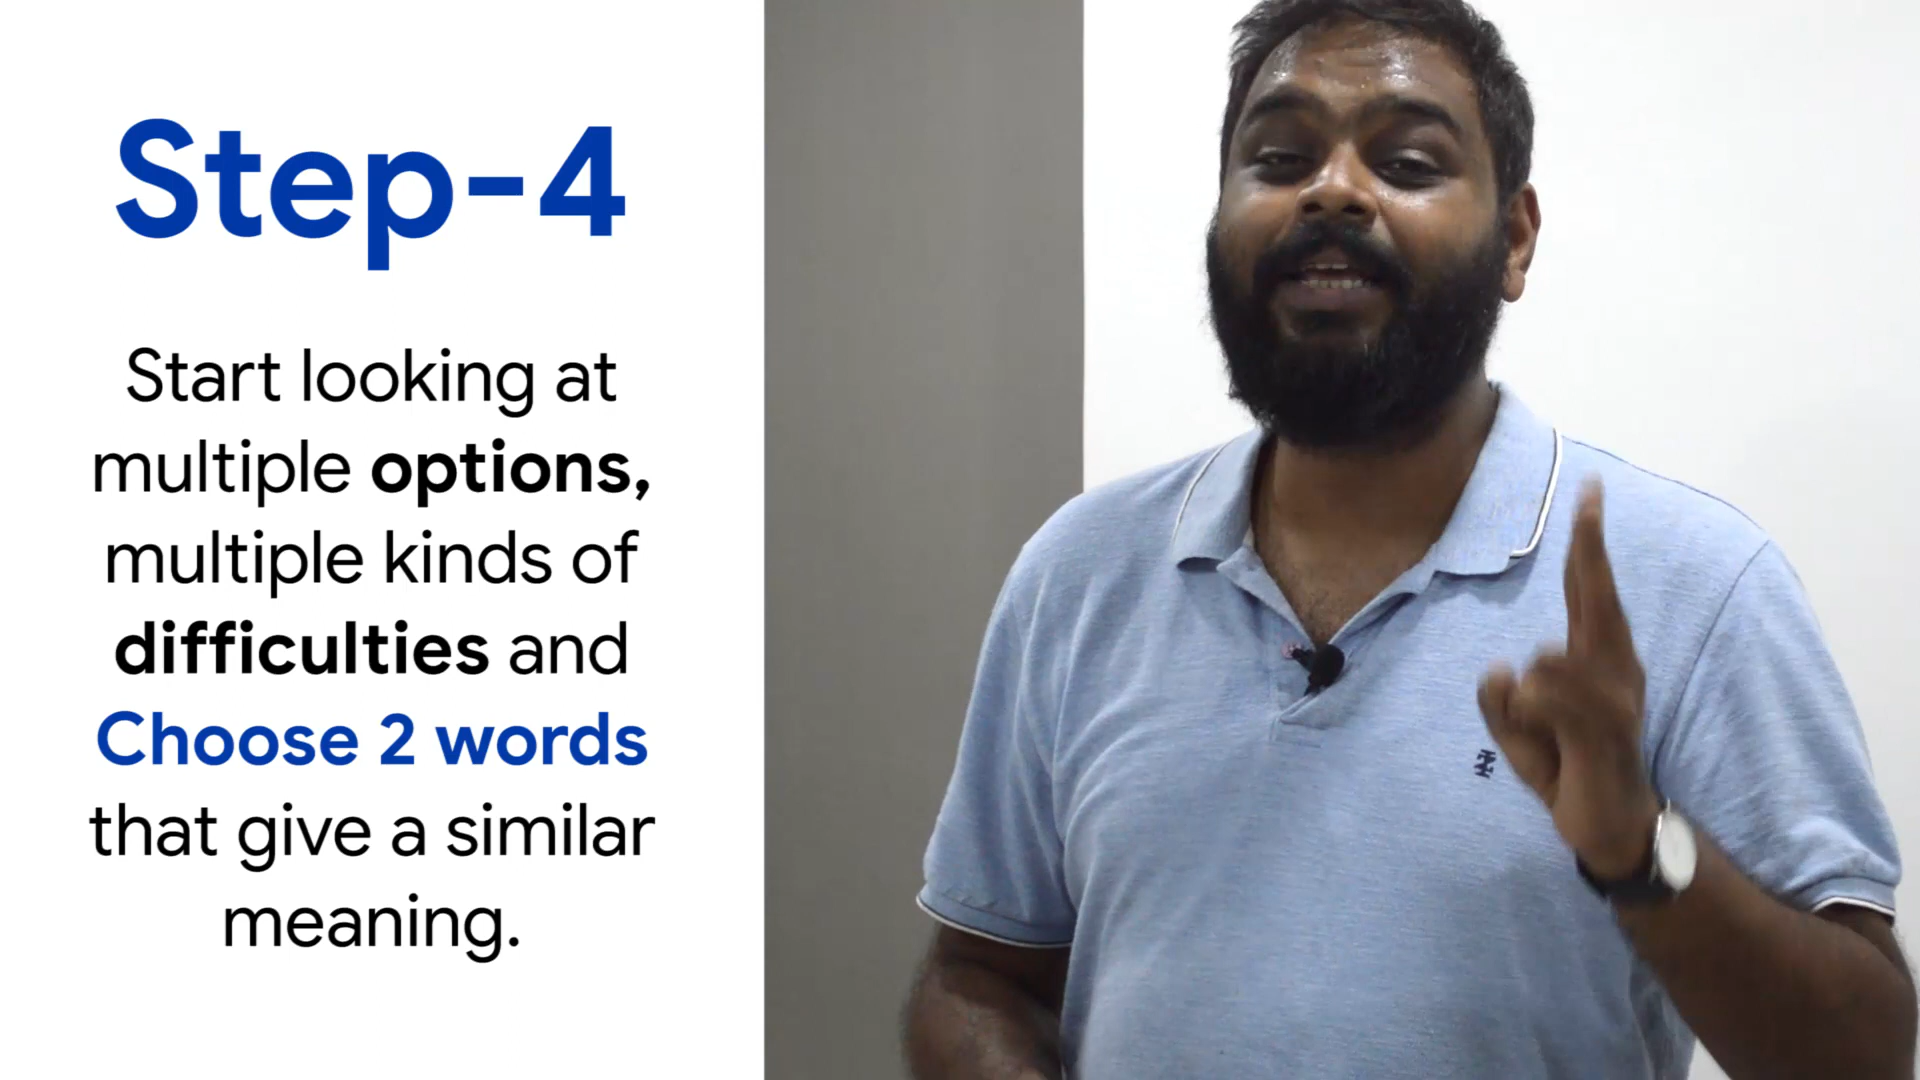 Step-4
Start looking at
multiple options,
multiple kinds of
difficulties and
Choose 2 words
that give a similar
meaning.